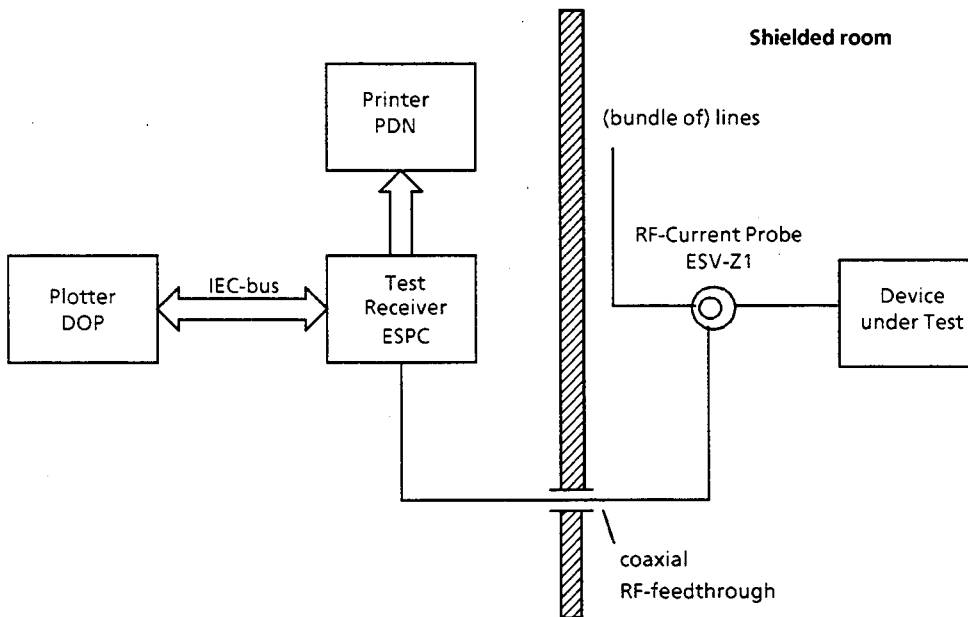 Shielded room
Printer
PDN
(bundle of) lines
RF-Current Probe
ESV-Z1
Plotter
DOP
IEC-bus
Test
Receiver
ESPC
Device
under Test
coaxial
RF-feedthrough